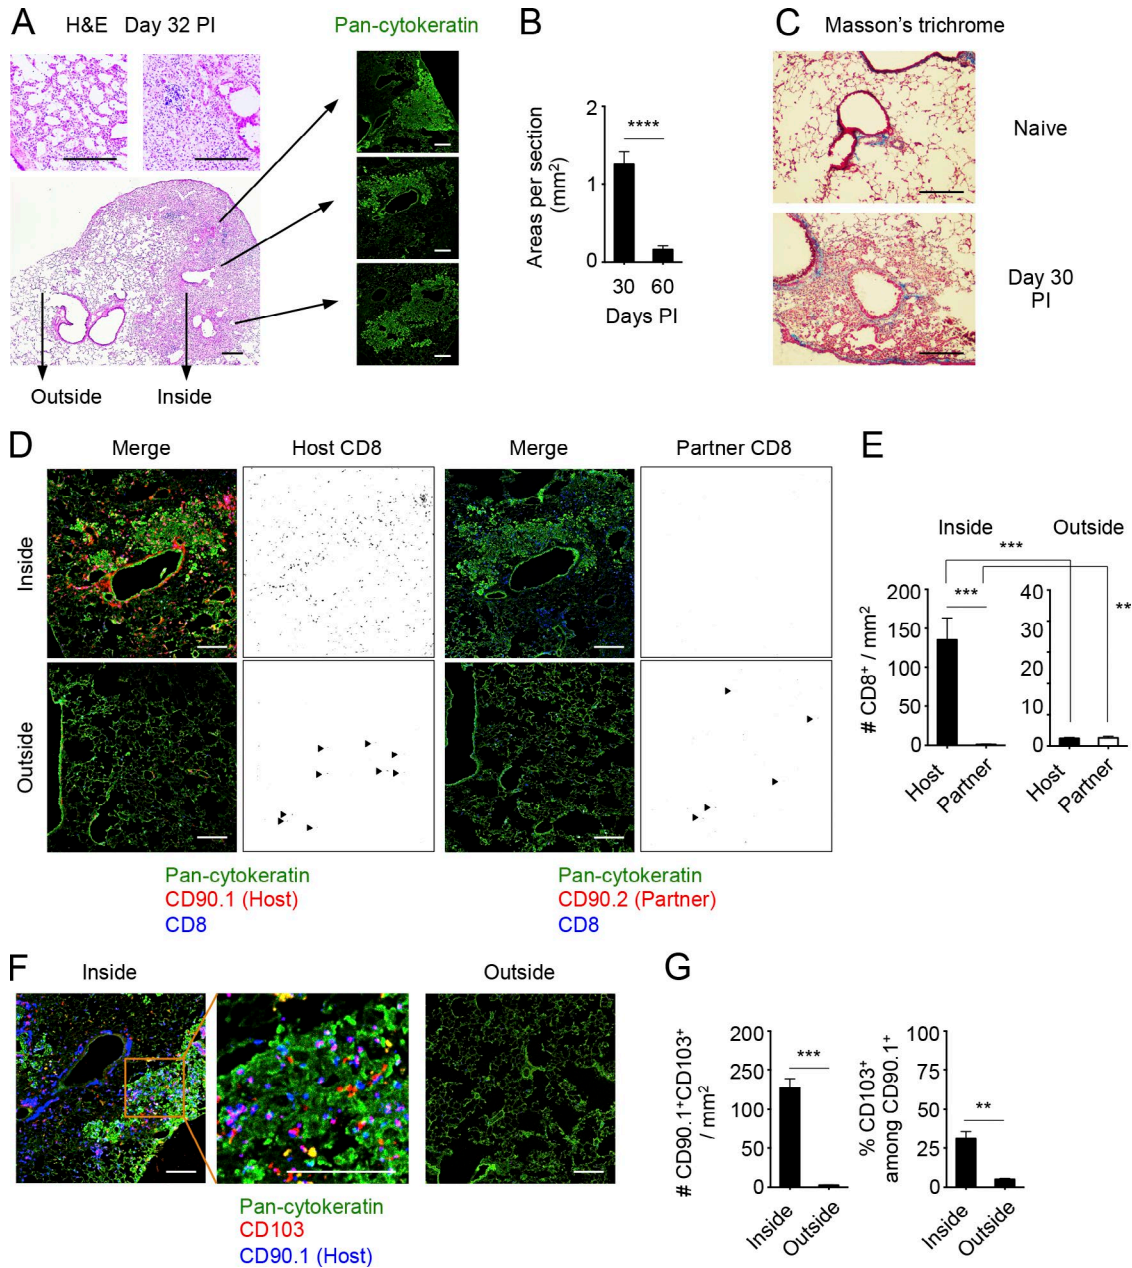 A
H&E Day 32 PI
Pan-cytokeratin
Outside
Inside
B
Areas per section
(mm²)
2
1
0
****
30 60
Days PI
C
Masson's trichrome
Naive
Day 30
PI
D
Merge
Host CD8
Merge
Partner CD8
Inside
Outside
Pan-cytokeratin
CD90.1 (Host)
CD8
Pan-cytokeratin
CD90.2 (Partner)
CD8
E
Inside
Outside
***
***
**
# CD8⁺ / mm²
200
150
100
50
0
40
30
20
10
0
Host
Partner
Host
Partner
F
Inside
Outside
Pan-cytokeratin
CD103
CD90.1 (Host)
G
# CD90.1⁺CD103⁺
/ mm²
200
250
100
50
0
***
Inside
Outside
% CD103⁺
among CD90.1⁺
100
75
50
25
0
**
Inside
Outside